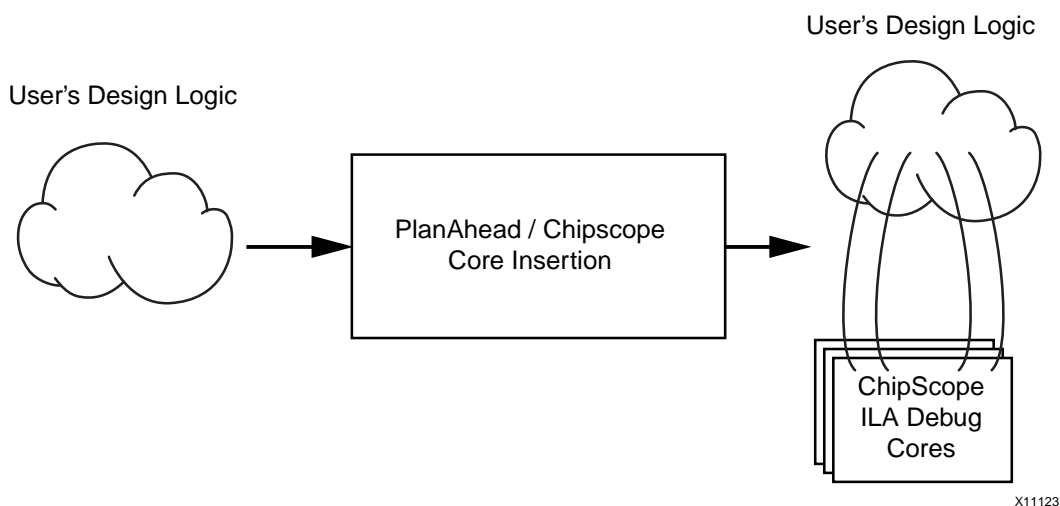 User's Design Logic
User's Design Logic
PlanAhead / Chipscope
Core Insertion
ChipScope
ILA Debug
Cores
X11123